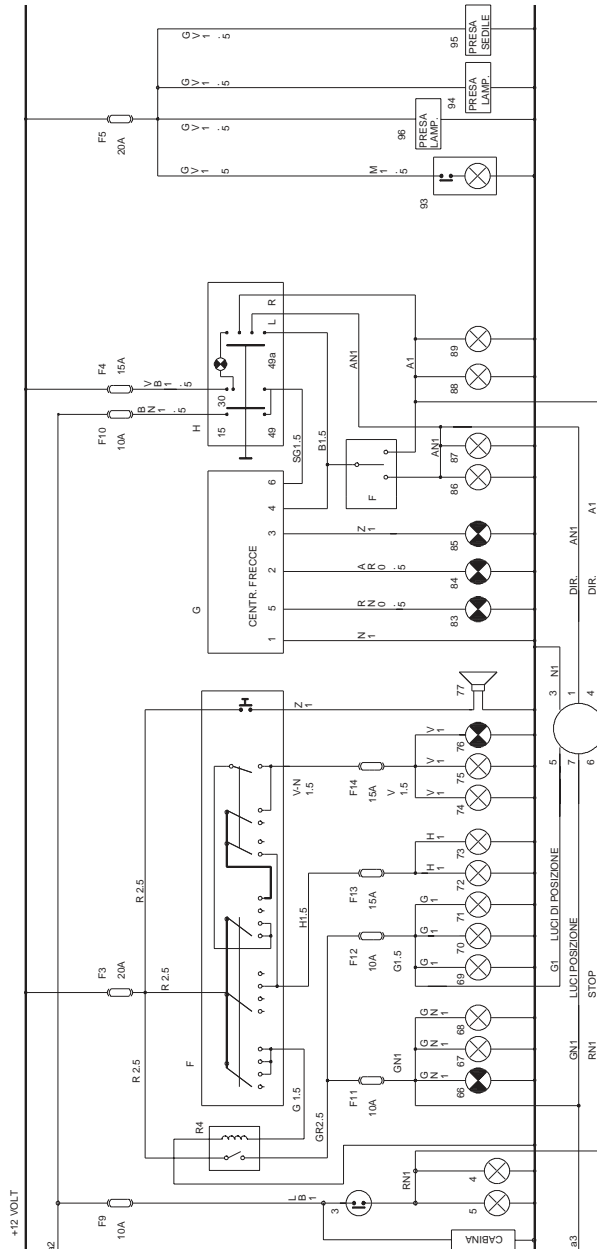 +12 VOLT
a2
F9
10A
F3
20A
F10
10A
F4
15A
F5
20A
R 2.5
R 2.5
R 2.5
B
N
1
.5
V
B
1
.5
G
V
1
.5
G
V
1
.5
G
V
1
.5
G
V
1
.5
R4
F
G
H
15
30
49
49a
L
R
CENTR. FRECCE
1
5
2
3
4
6
L
B
1
3
G 1.5
GR2.5
H1.5
V-N
1.5
Z
1
SG1.5
B1.5
AN1
A1
M
1
.5
F
F11
10A
F12
10A
F13
15A
F14
15A
N
1
R
N
0
.5
A
R
0
.5
Z
1
AN1
RN1
GN1
G1.5
V
1.5
G
N
1
G
N
1
G
N
1
G
1
G
1
G
1
H
1
H
1
V
1
V
1
V
1
CABINA
5
4
66
67
68
69
70
71
72
73
74
75
76
77
83
84
85
86
87
88
89
93
96
PRESA
LAMP.
94
PRESA
LAMP.
95
PRESA
SEDILE
G1
LUCI DI POSIZIONE
5
3
N1
a3
GN1
LUCI POSIZIONE
7
1
DIR.
AN1
RN1
STOP
6
4
DIR.
A1